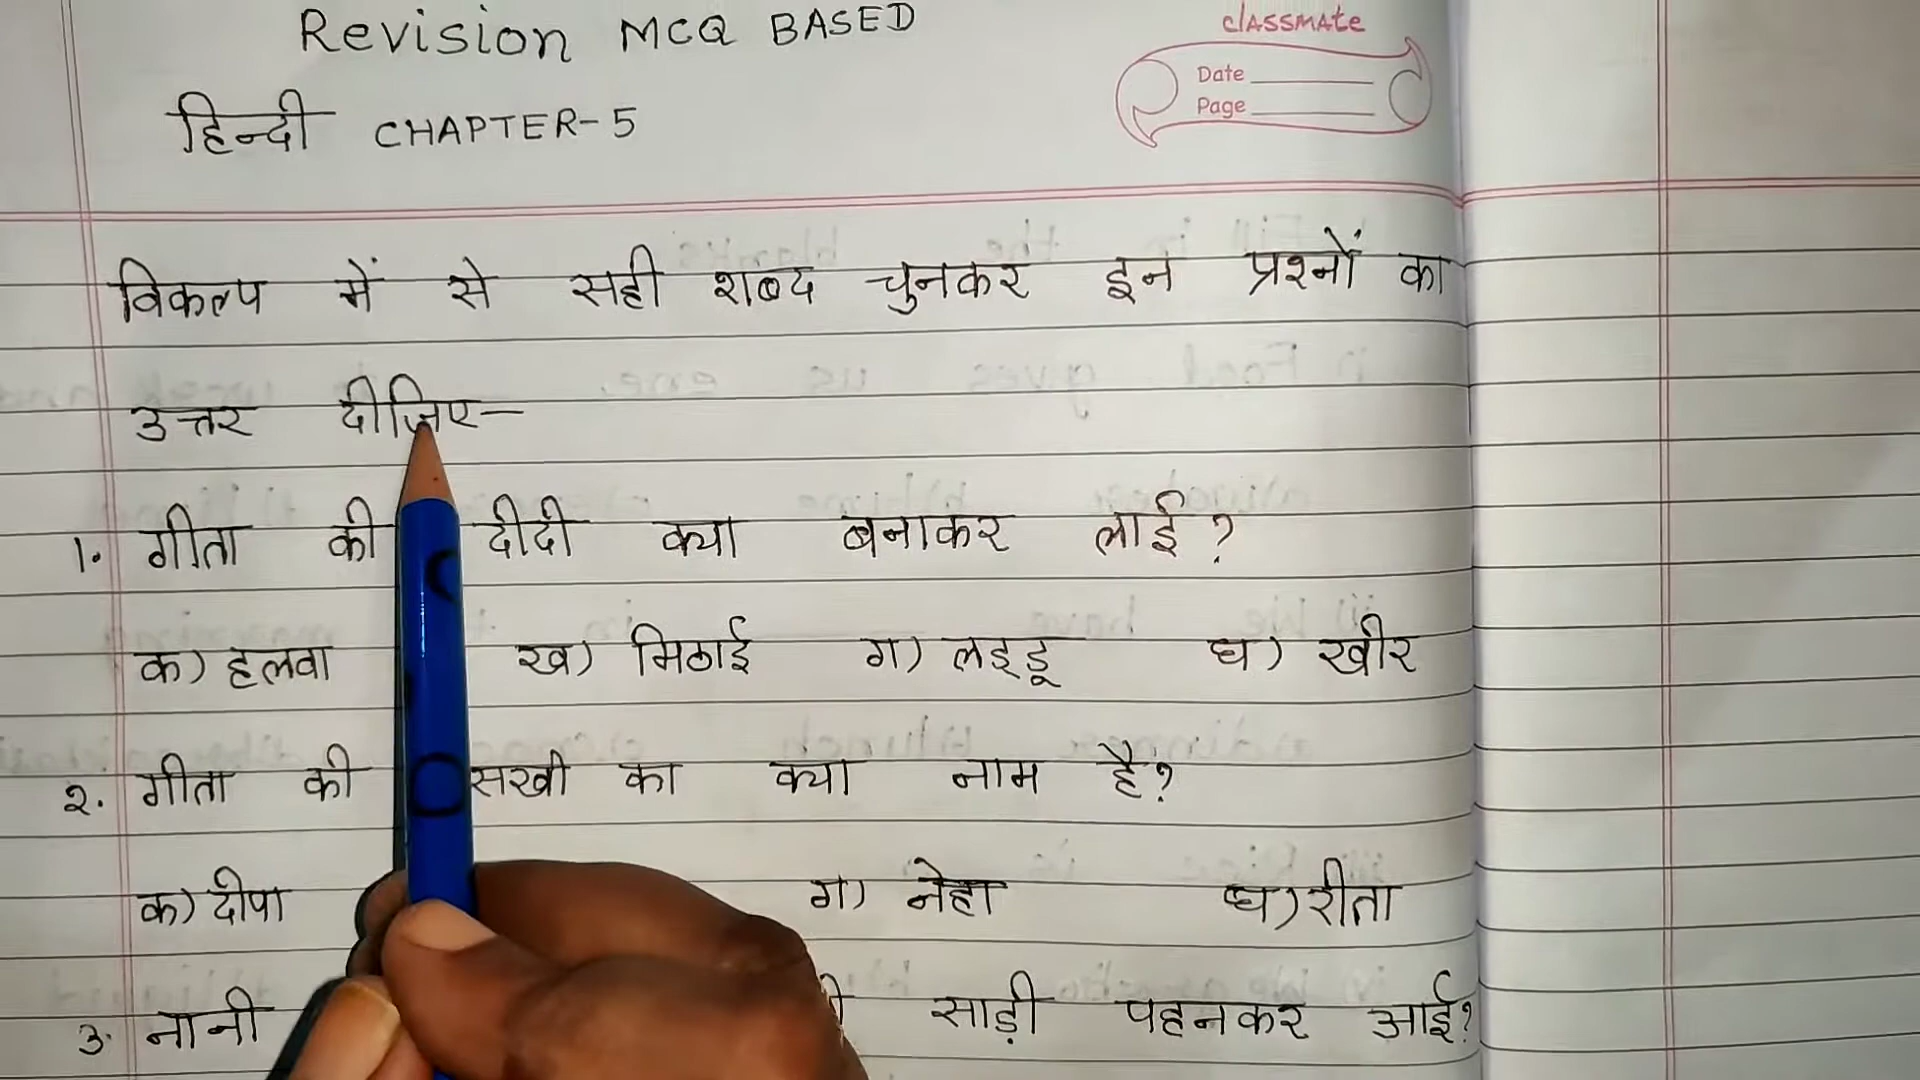 Revision MCQ BASED
classmate
Date
Page
हिन्दी CHAPTER-5
विकल्प में से सही शब्द चुनकर इन प्रश्नों का
उत्तर दीजिए-
1. गीता की दीदी क्या बनाकर लाई?
क) हलवा ख) मिठाई ग) लड्डू घ) खीर
२. गीता की सखी का क्या नाम है?
क) दीपा ग) नेहा घ) रीता
3. नानी साड़ी पहनकर आई?